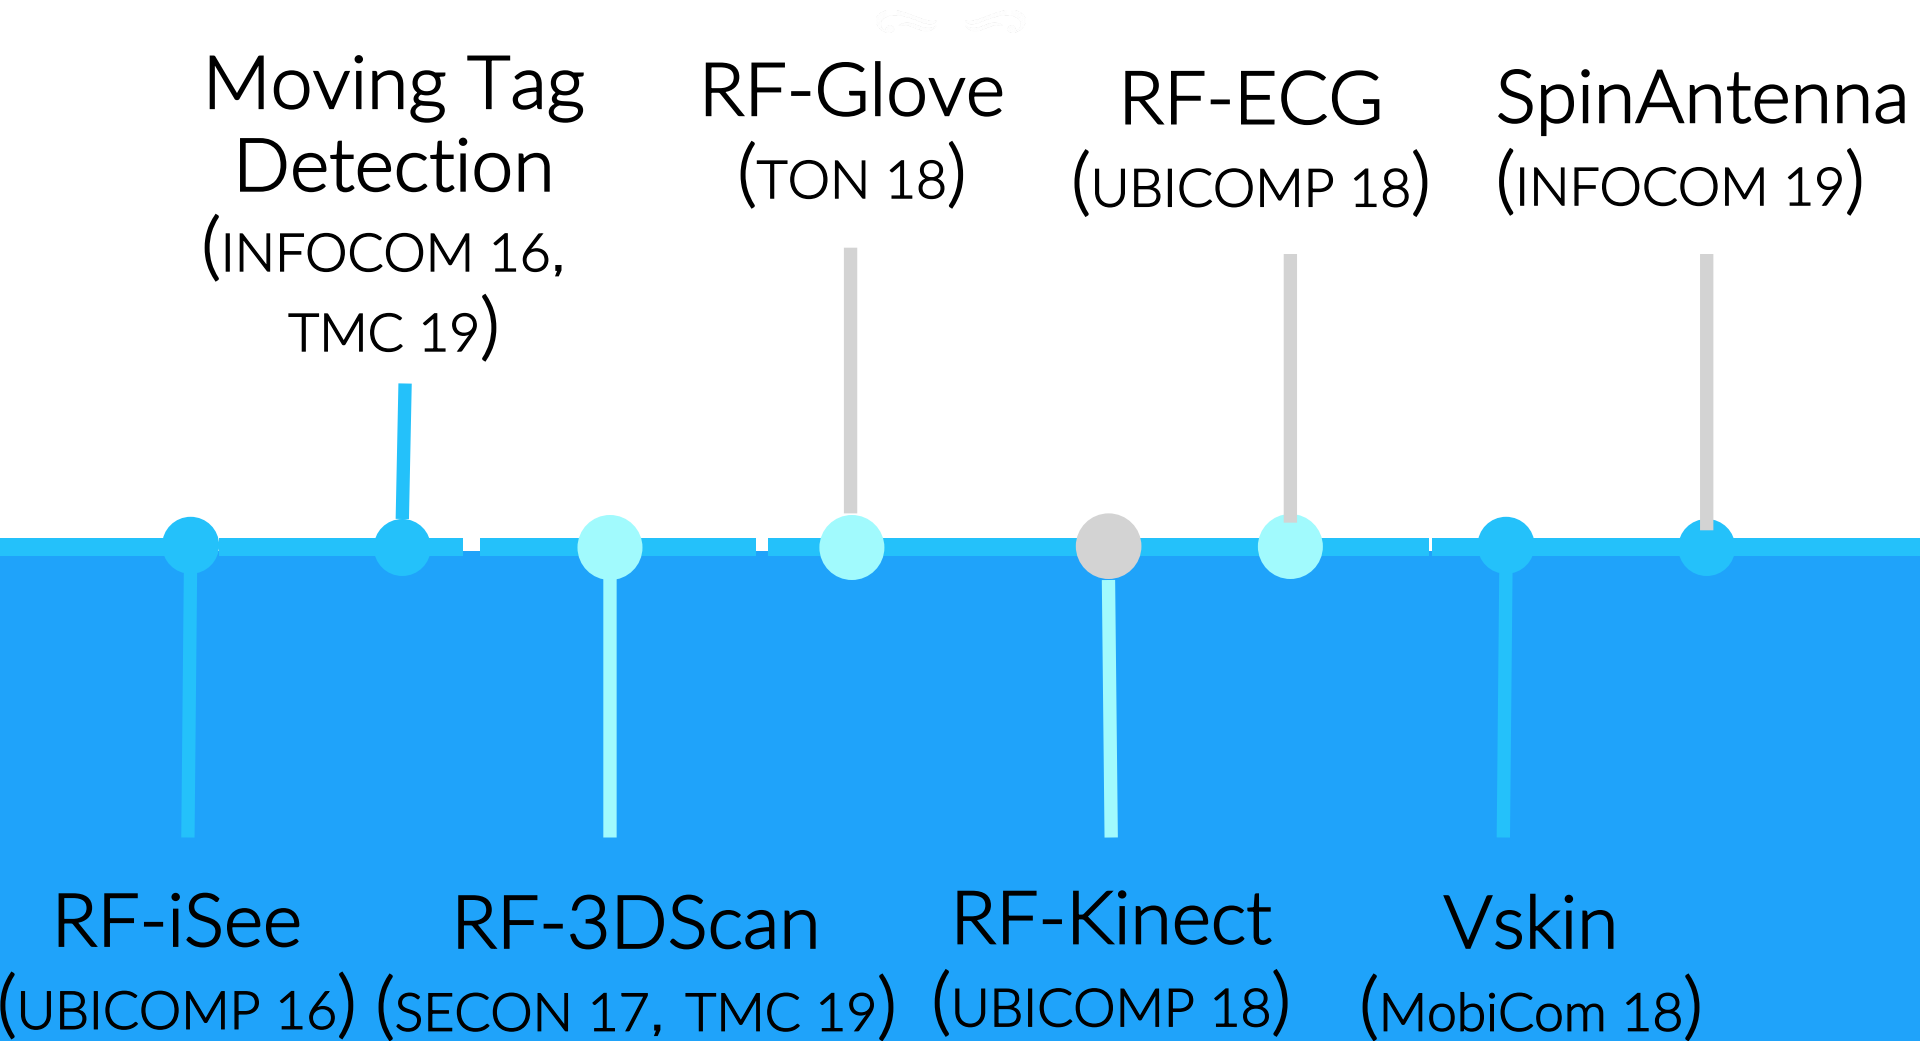 Moving Tag
Detection
(INFOCOM 16,
TMC 19)
RF-Glove
(TON 18)
RF-ECG
(UBICOMP 18)
SpinAntenna
(INFOCOM 19)
RF-iSee
(UBICOMP 16)
RF-3DScan
(SECON 17, TMC 19)
RF-Kinect
(UBICOMP 18)
Vskin
(MobiCom 18)